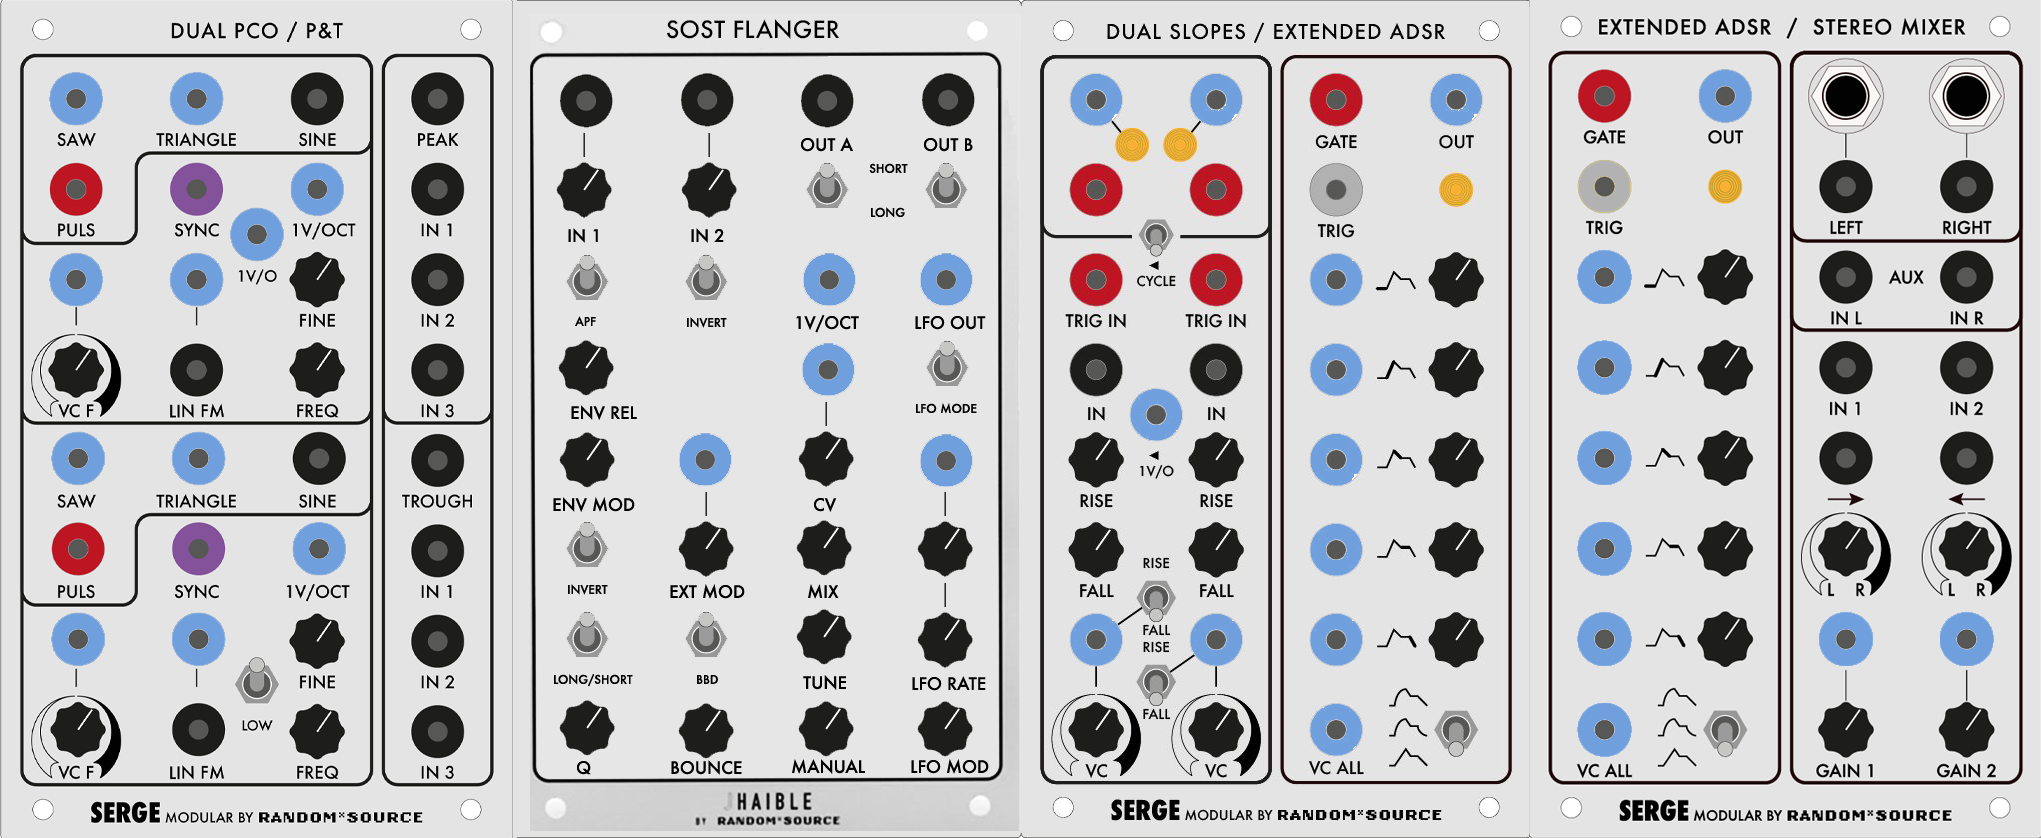 DUAL PCO / P&T
SAW TRIANGLE SINE PEAK
PULS SYNC 1V/OCT IN 1
1V/O
FINE IN 2
VC F LIN FM FREQ IN 3
SAW TRIANGLE SINE TROUGH
PULS SYNC 1V/OCT IN 1
FINE IN 2
LOW
VC F LIN FM FREQ IN 3
SERGE MODULAR BY RANDOM*SOURCE
SOST FLANGER
OUT A OUT B
SHORT
LONG
IN 1 IN 2
APF INVERT 1V/OCT LFO OUT
ENV REL LFO MODE
ENV MOD CV
INVERT EXT MOD MIX
LONG/SHORT BBD TUNE LFO RATE
Q BOUNCE MANUAL LFO MOD
JHAIBLE
BY RANDOM*SOURCE
DUAL SLOPES / EXTENDED ADSR
GATE OUT
TRIG
CYCLE
TRIG IN TRIG IN
IN IN
1V/O
RISE RISE
RISE
FALL FALL
FALL
RISE
FALL
VC VC VC ALL
SERGE MODULAR BY RANDOM*SOURCE
EXTENDED ADSR / STEREO MIXER
GATE OUT
TRIG LEFT RIGHT
AUX
IN L IN R
IN 1 IN 2
L R L R
VC ALL GAIN 1 GAIN 2
SERGE MODULAR BY RANDOM*SOURCE